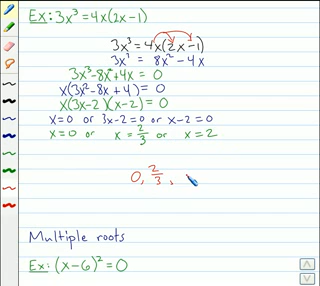 Ex: 3x³ = 4x(2x-1)
3x³ = 4x(2x-1)
3x³ = 8x² - 4x
3x³-8x²+4x = 0
x(3x²-8x+4) = 0
x(3x-2)(x-2) = 0
x=0 or 3x-2=0 or x-2=0
x=0 or x=2/3 or x=2
0, 2/3,
Multiple roots
Ex: (x-6)² = 0